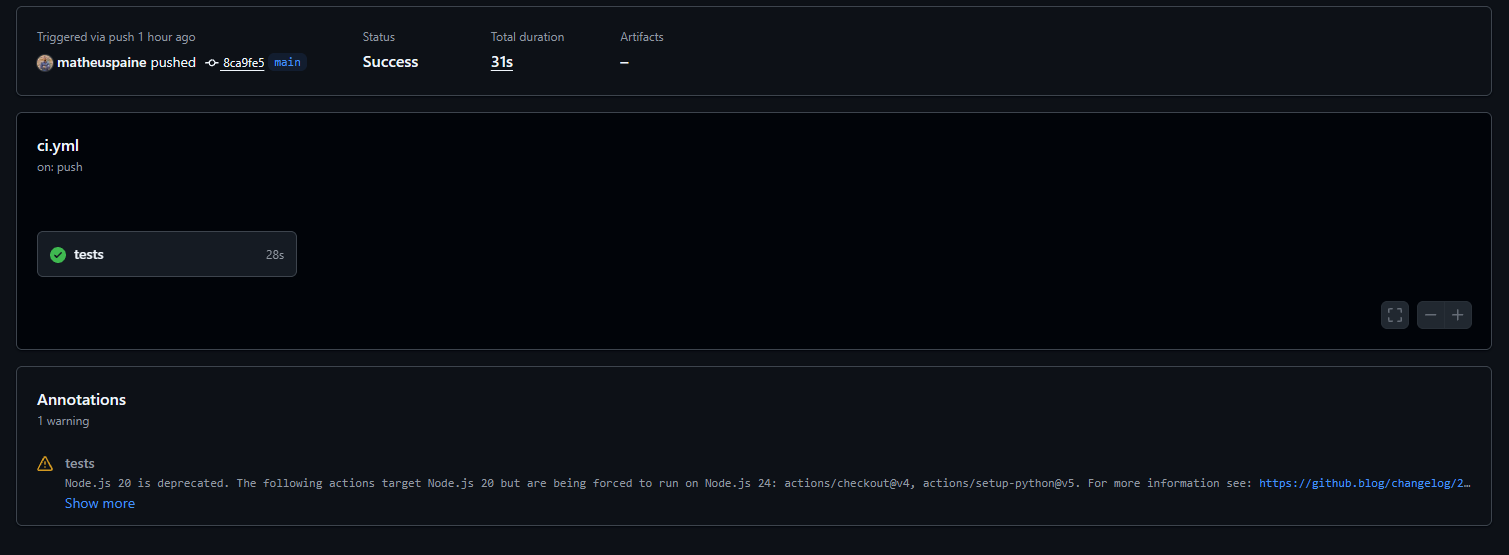 Triggered via push 1 hour ago
Status
Total duration
Artifacts
matheuspaine pushed 8ca9fe5 main
Success
31s
–
ci.yml
on: push
tests 28s
Annotations
1 warning
tests
Node.js 20 is deprecated. The following actions target Node.js 20 but are being forced to run on Node.js 24: actions/checkout@v4, actions/setup-python@v5. For more information see: https://github.blog/changelog/2…
Show more